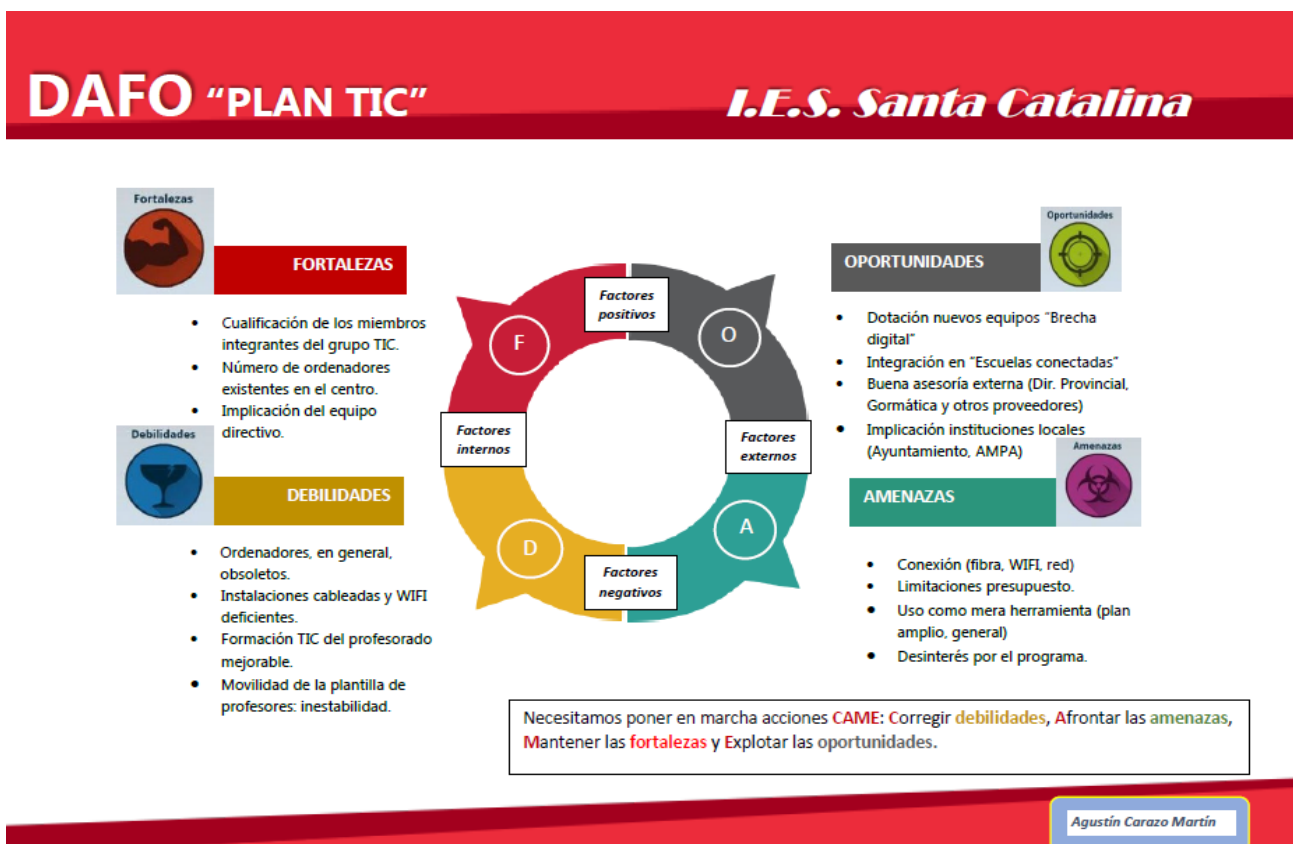 DAFO “PLAN TIC”
I.E.S. Santa Catalina
Fortalezas
FORTALEZAS
• Cualificación de los miembros
integrantes del grupo TIC.
• Número de ordenadores
existentes en el centro.
• Implicación del equipo
directivo.
Debilidades
DEBILIDADES
• Ordenadores, en general,
obsoletos.
• Instalaciones cableadas y WIFI
deficientes.
• Formación TIC del profesorado
mejorable.
• Movilidad de la plantilla de
profesores: inestabilidad.
Factores
positivos
F
O
Factores
internos
Factores
externos
D
A
Factores
negativos
Oportunidades
OPORTUNIDADES
• Dotación nuevos equipos “Brecha
digital”
• Integración en “Escuelas conectadas”
• Buena asesoría externa (Dir. Provincial,
Gormática y otros proveedores)
• Implicación instituciones locales
(Ayuntamiento, AMPA)
Amenazas
AMENAZAS
• Conexión (fibra, WIFI, red)
• Limitaciones presupuesto.
• Uso como mera herramienta (plan
amplio, general)
• Desinterés por el programa.
Necesitamos poner en marcha acciones CAME: Corregir debilidades, Afrontar las amenazas,
Mantener las fortalezas y Explotar las oportunidades.
Agustín Carazo Martín